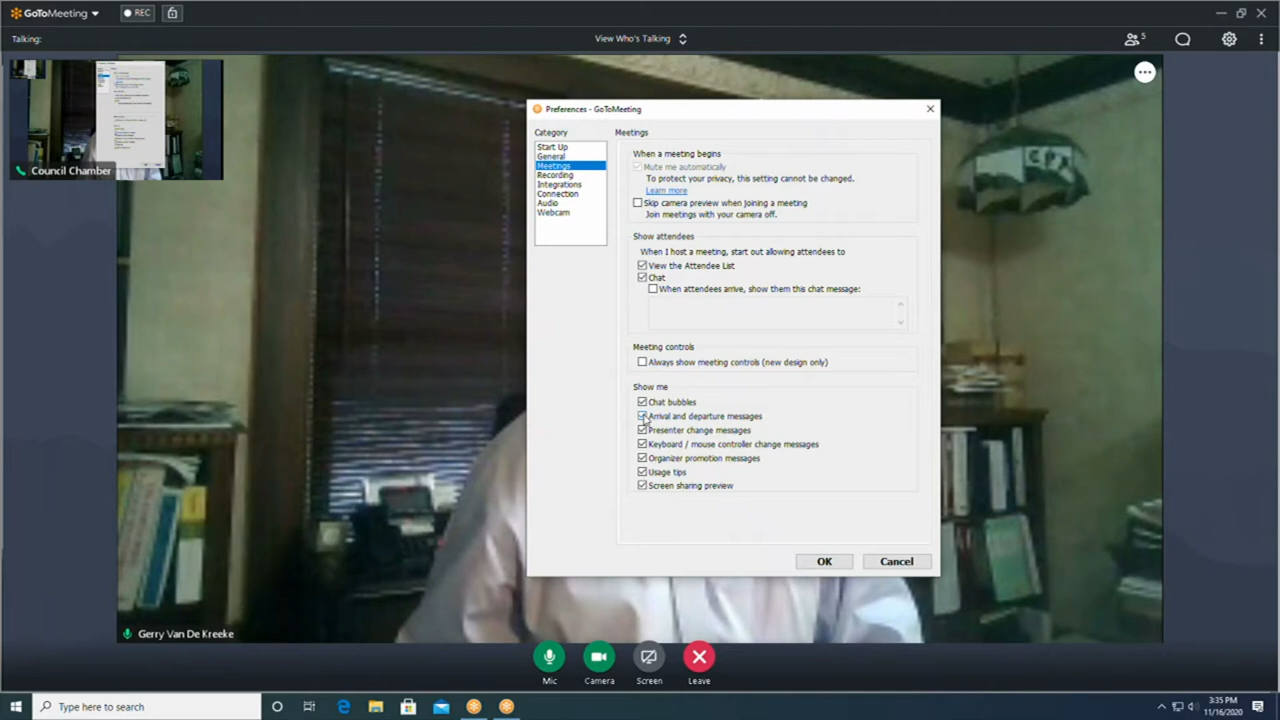 GoToMeeting
REC
Talking:
View Who's Talking
5
Council Chamber
Preferences - GoToMeeting
Category
Start Up
General
Meetings
Recording
Integrations
Connection
Audio
Webcam
Meetings
When a meeting begins
Mute me automatically
To protect your privacy, this setting cannot be changed.
Learn more
Skip camera preview when joining a meeting
Join meetings with your camera off.
Show attendees
When I host a meeting, start out allowing attendees to
View the Attendee List
Chat
When attendees arrive, show them this chat message:
Meeting controls
Always show meeting controls (new design only)
Show me
Chat bubbles
Arrival and departure messages
Presenter change messages
Keyboard / mouse controller change messages
Organizer promotion messages
Usage tips
Screen sharing preview
OK
Cancel
Gerry Van De Kreeke
Mic
Camera
Screen
Leave
Type here to search
3:35 PM
11/16/2020